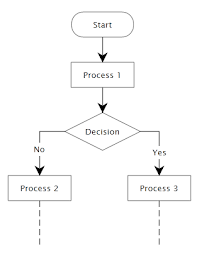 Start
Process 1
Decision
No
Yes
Process 2
Process 3